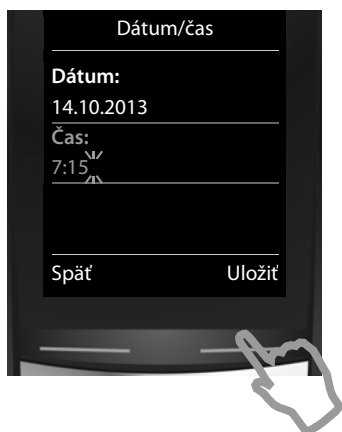 Dátum/čas
Dátum:
14.10.2013
Čas:
7:15
Späť Uložiť